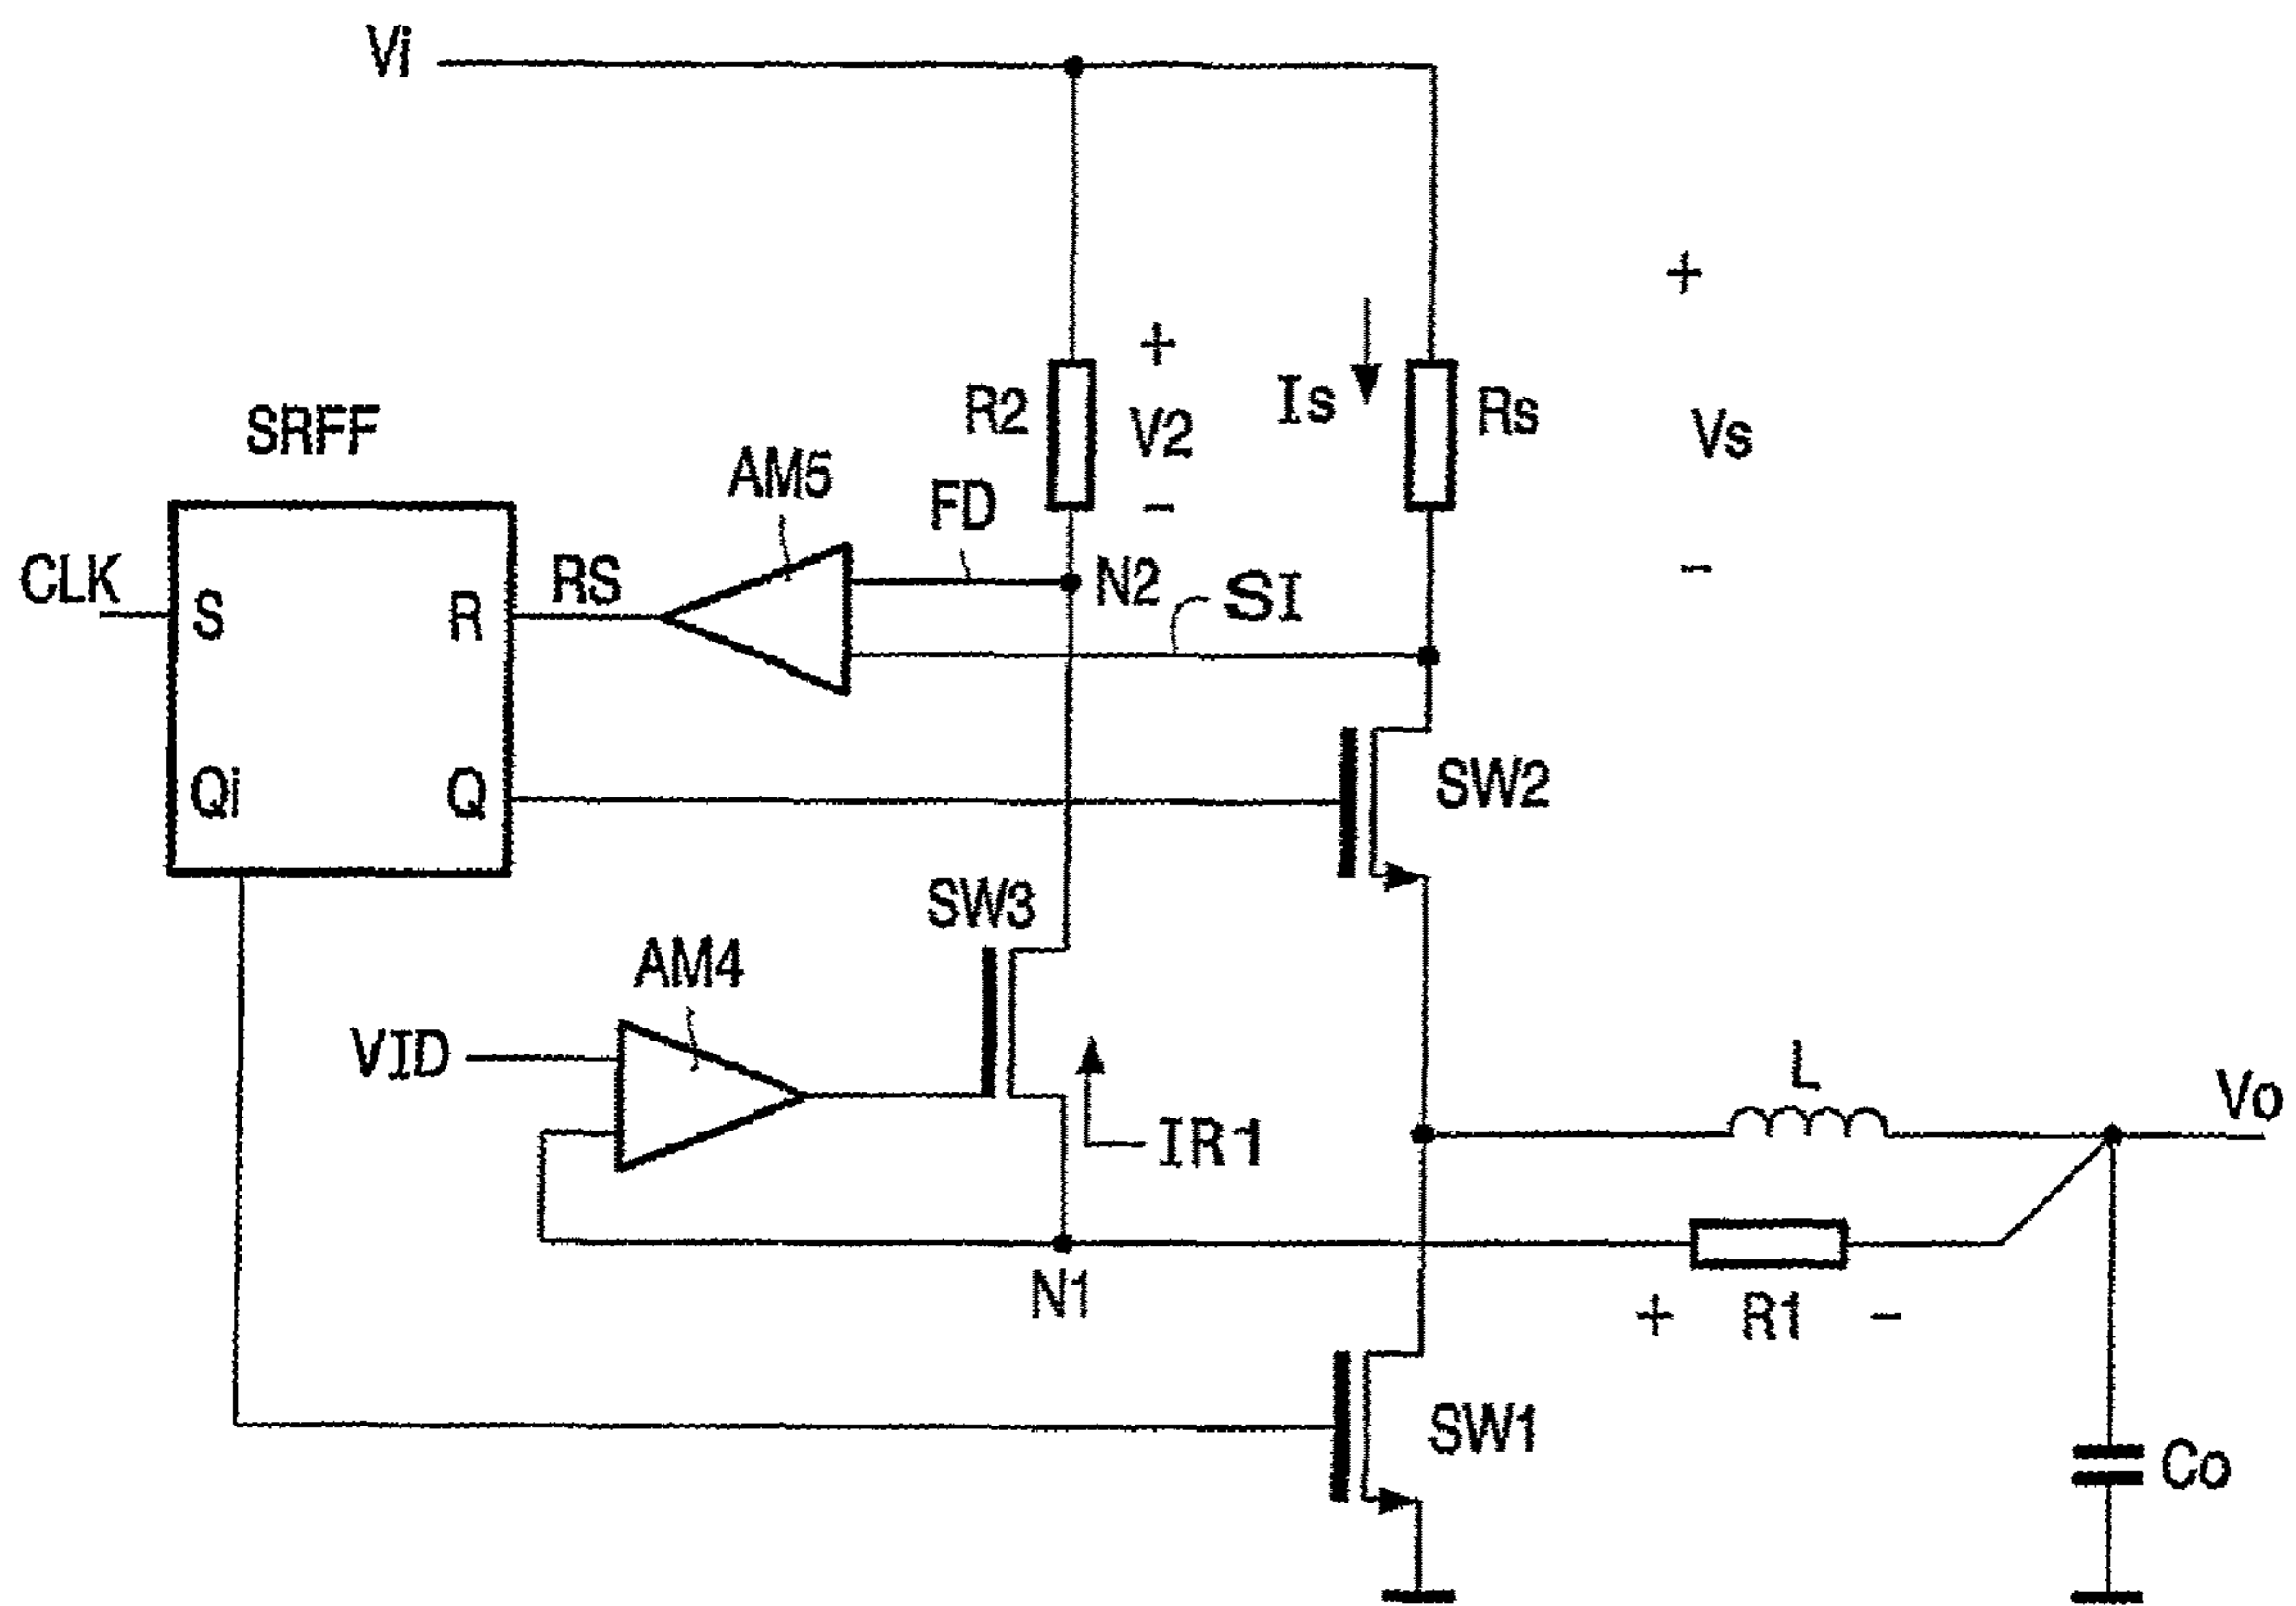 Vi
+
+
R2
V2
Is
Rs
Vs
SRFF
AM5
FD
-
-
CLK
S
R
RS
N2
SI
Qi
Q
SW2
SW3
AM4
VID
L
Vo
IR1
N1
+
R1
-
SW1
Co